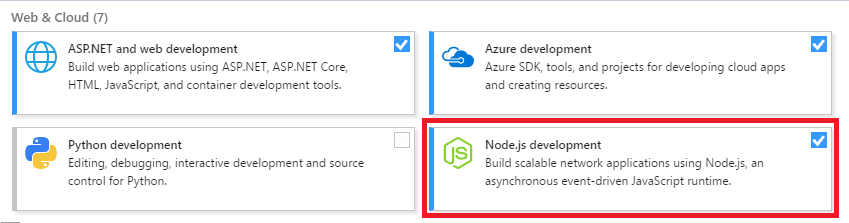 Web & Cloud (7)
ASP.NET and web development
Build web applications using ASP.NET, ASP.NET Core,
HTML, JavaScript, and container development tools.
Azure development
Azure SDK, tools, and projects for developing cloud apps
and creating resources.
Python development
Editing, debugging, interactive development and source
control for Python.
Node.js development
Build scalable network applications using Node.js, an
asynchronous event-driven JavaScript runtime.